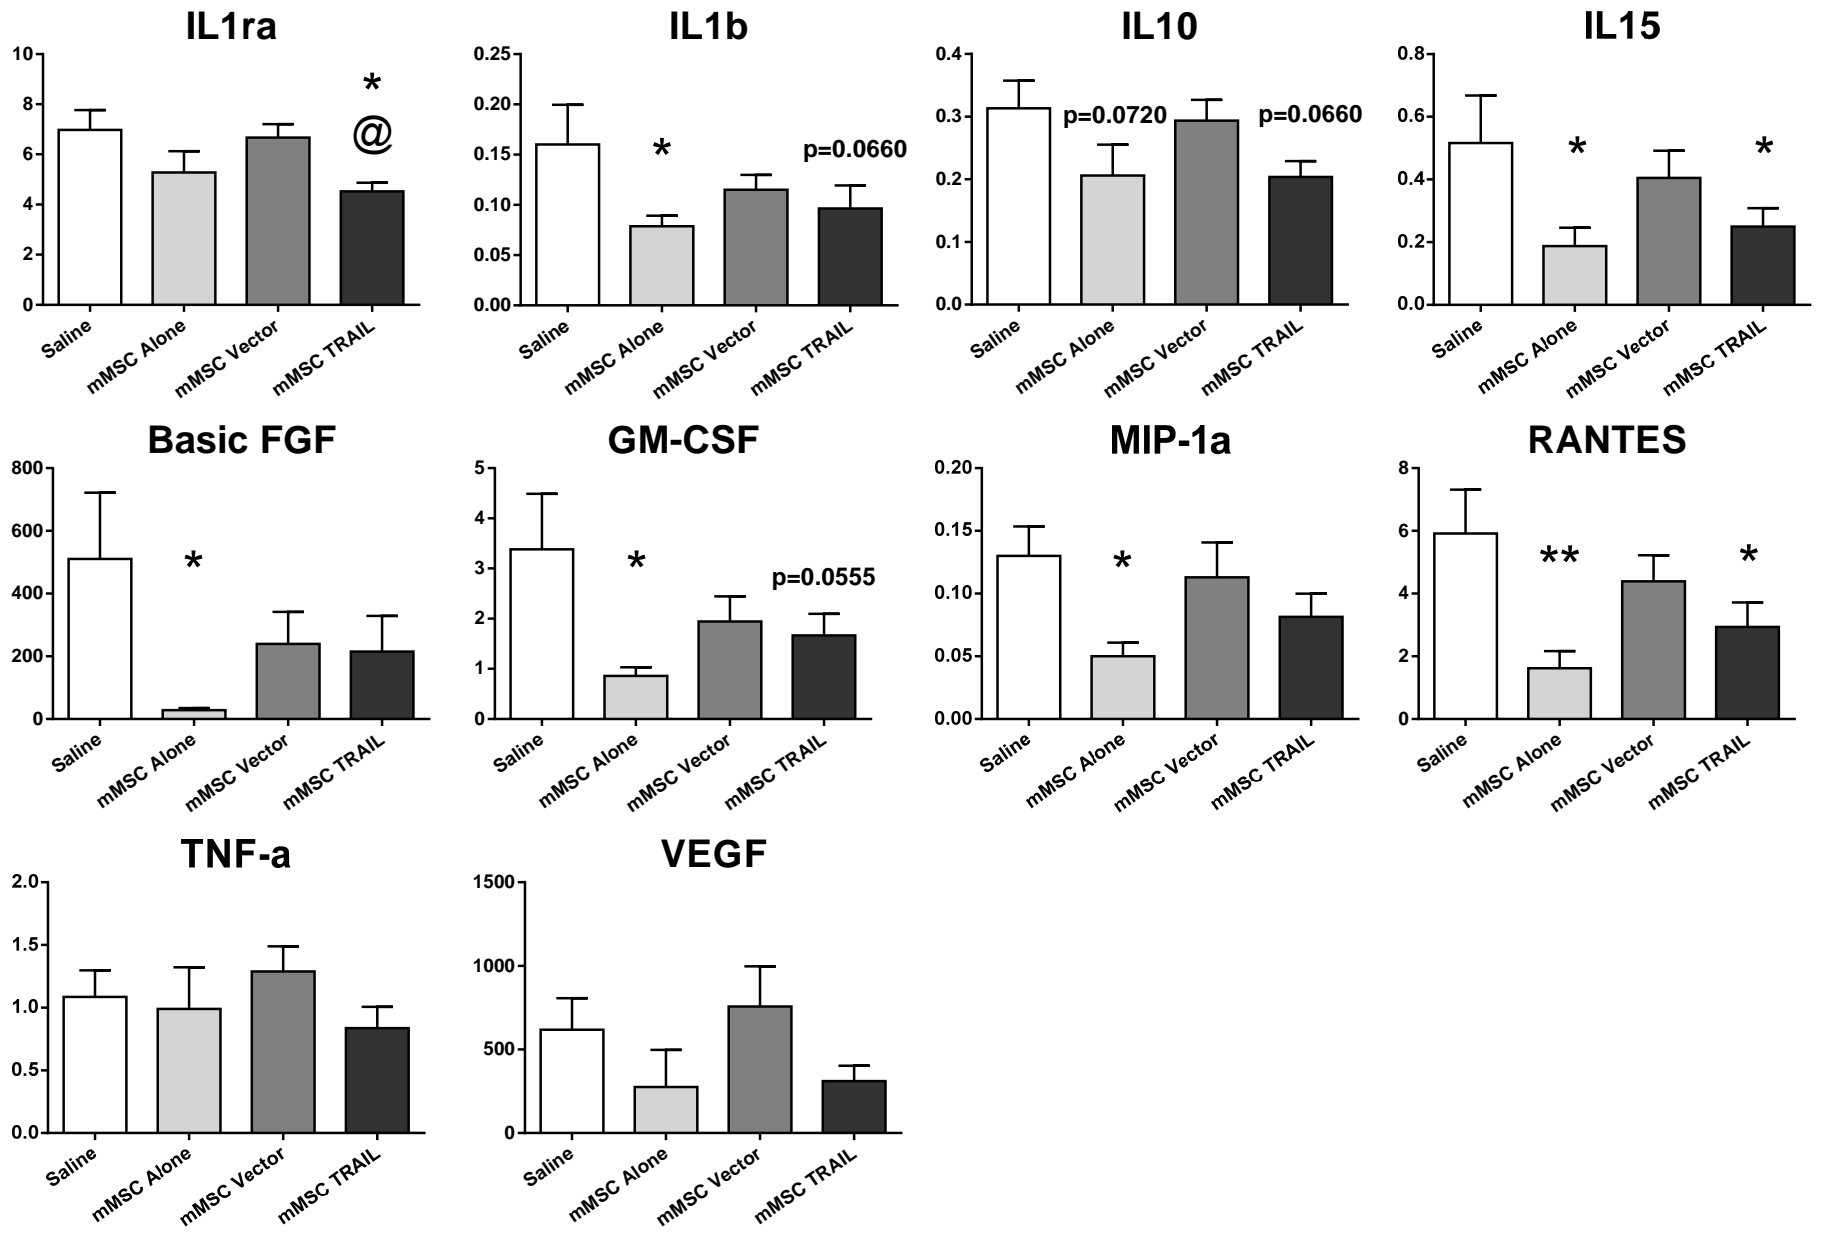 IL1ra
10
8
6
4
2
0
*
@
Saline
mMSC Alone
mMSC Vector
mMSC TRAIL
IL1b
0.25
0.20
0.15
0.10
0.05
0.00
*
p=0.0660
Saline
mMSC Alone
mMSC Vector
mMSC TRAIL
IL10
0.4
0.3
0.2
0.1
0.0
p=0.0720
p=0.0660
Saline
mMSC Alone
mMSC Vector
mMSC TRAIL
IL15
0.8
0.6
0.4
0.2
0.0
*
*
Saline
mMSC Alone
mMSC Vector
mMSC TRAIL
Basic FGF
800
600
400
200
0
*
Saline
mMSC Alone
mMSC Vector
mMSC TRAIL
GM-CSF
5
4
3
2
1
0
*
p=0.0555
Saline
mMSC Alone
mMSC Vector
mMSC TRAIL
MIP-1a
0.20
0.15
0.10
0.05
0.00
*
Saline
mMSC Alone
mMSC Vector
mMSC TRAIL
RANTES
8
6
4
2
0
**
*
Saline
mMSC Alone
mMSC Vector
mMSC TRAIL
TNF-a
2.0
1.5
1.0
0.5
0.0
Saline
mMSC Alone
mMSC Vector
mMSC TRAIL
VEGF
1500
1000
500
0
Saline
mMSC Alone
mMSC Vector
mMSC TRAIL